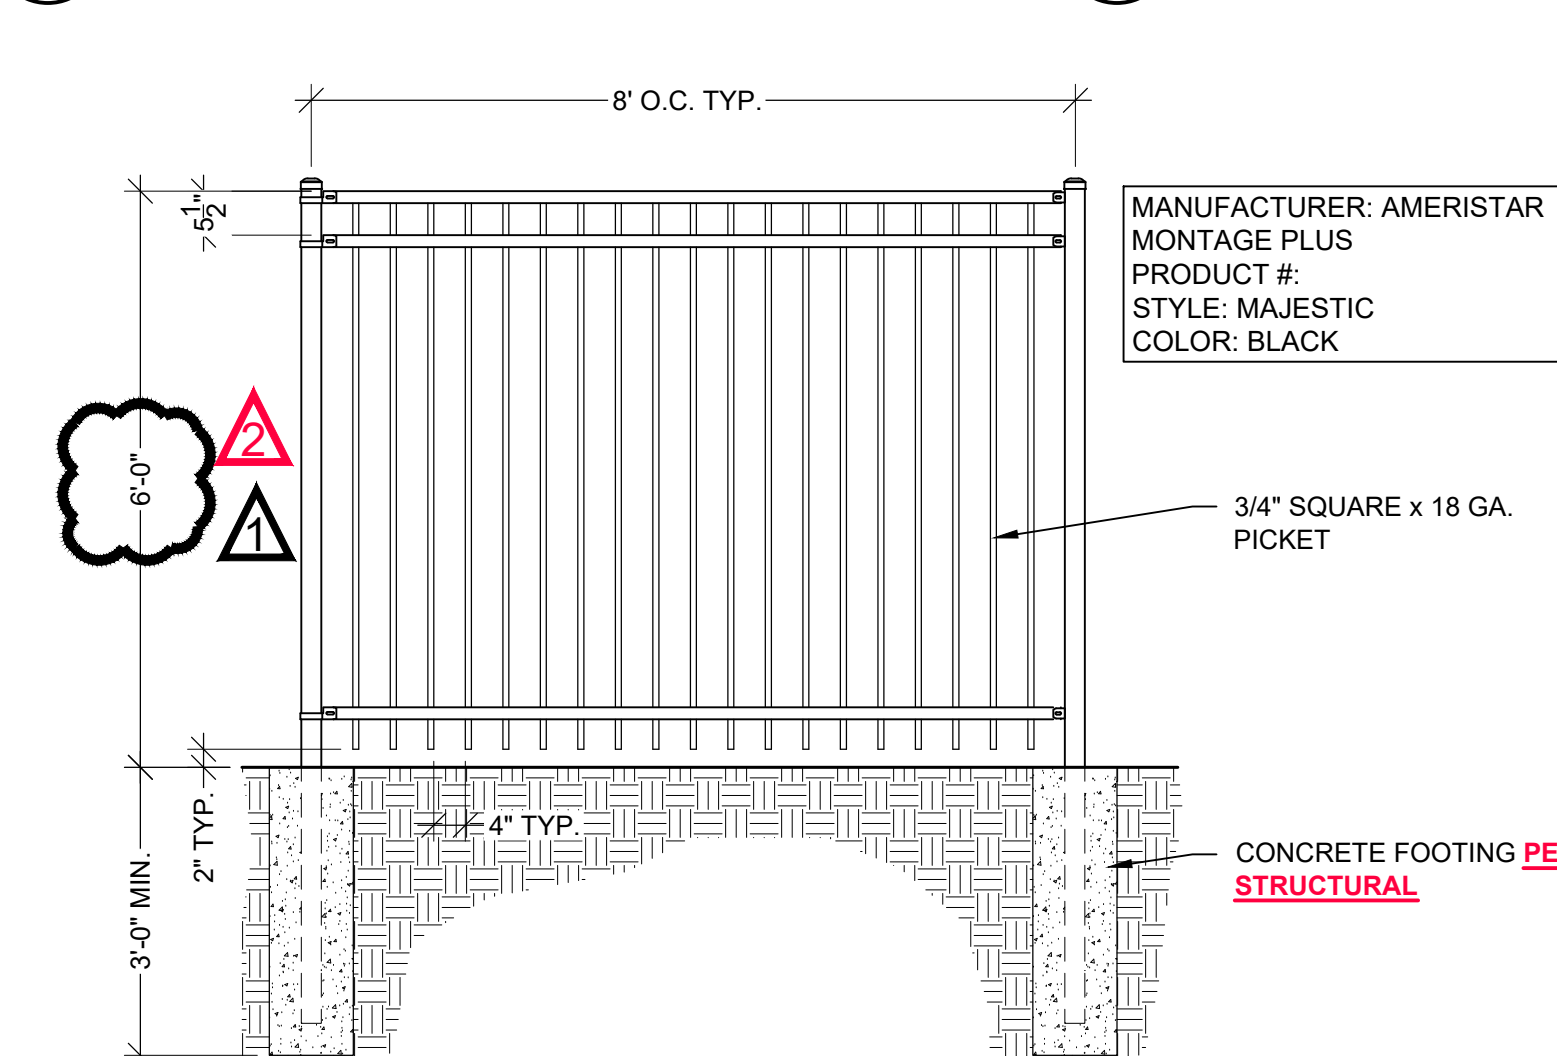 8' O.C. TYP.
5 1/2"
MANUFACTURER: AMERISTAR
MONTAGE PLUS
PRODUCT #:
STYLE: MAJESTIC
COLOR: BLACK
2
6'-0"
1
3/4" SQUARE x 18 GA.
PICKET
2" TYP.
4" TYP.
3'-0" MIN.
CONCRETE FOOTING PE
STRUCTURAL